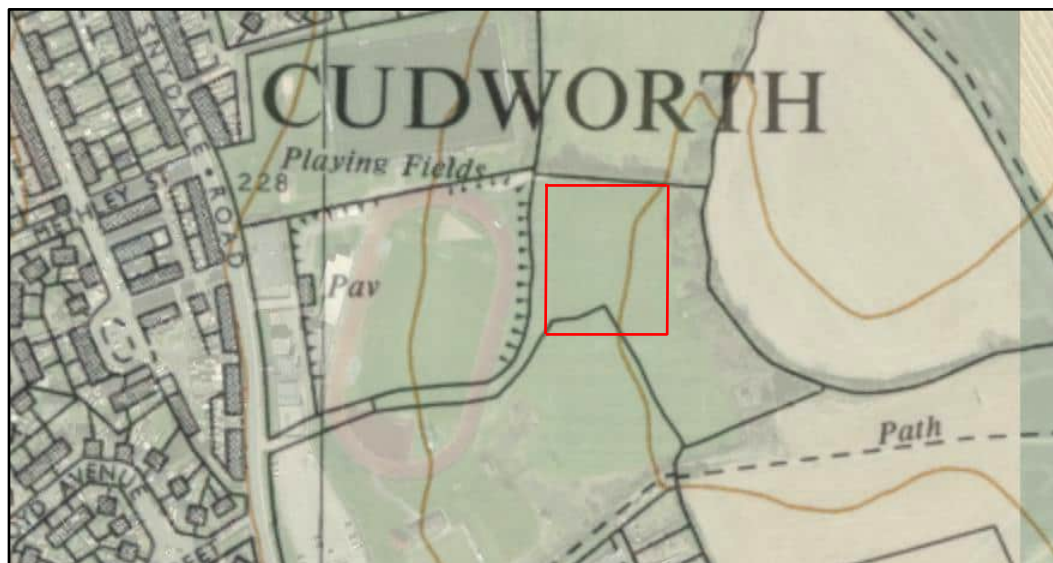 CUDWORTH
Playing Fields
228
SNYDALE ROAD
METHLEY ST
Pav
Path
AVENUE